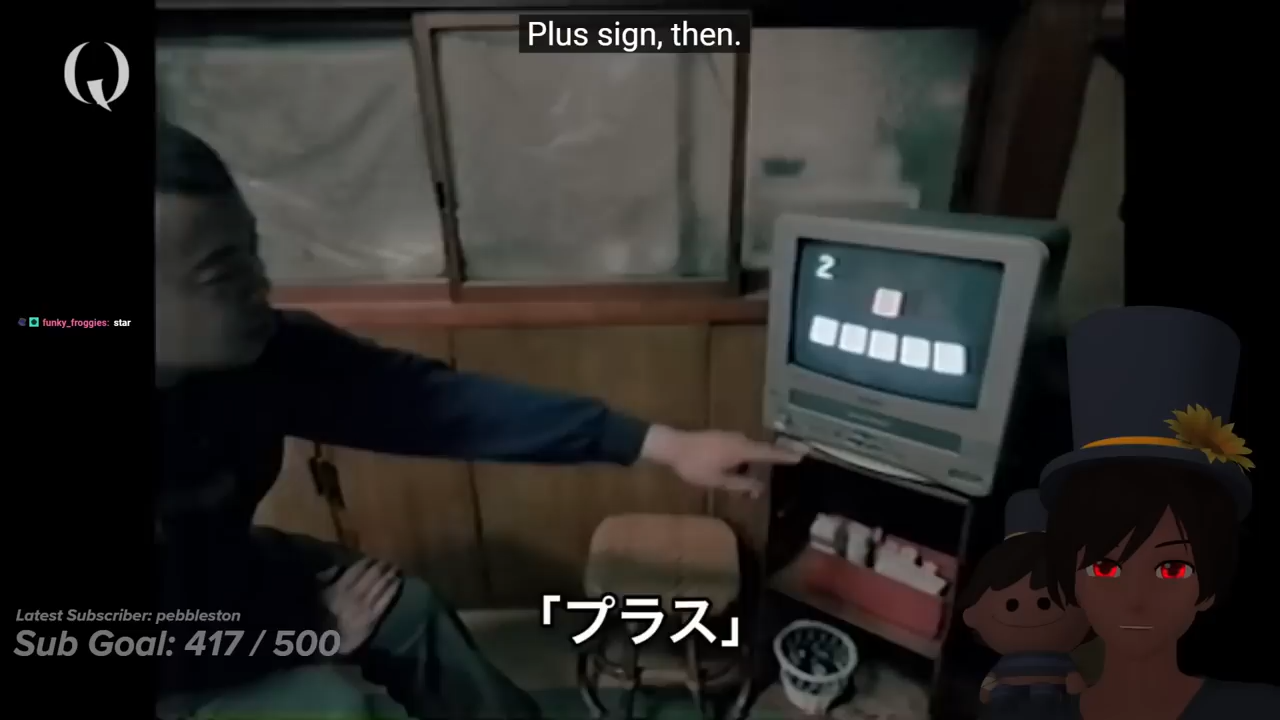 Plus sign, then.
Q
2
funky_froggies: star
「プラス」
Latest Subscriber: pebbleston
Sub Goal: 417 / 500